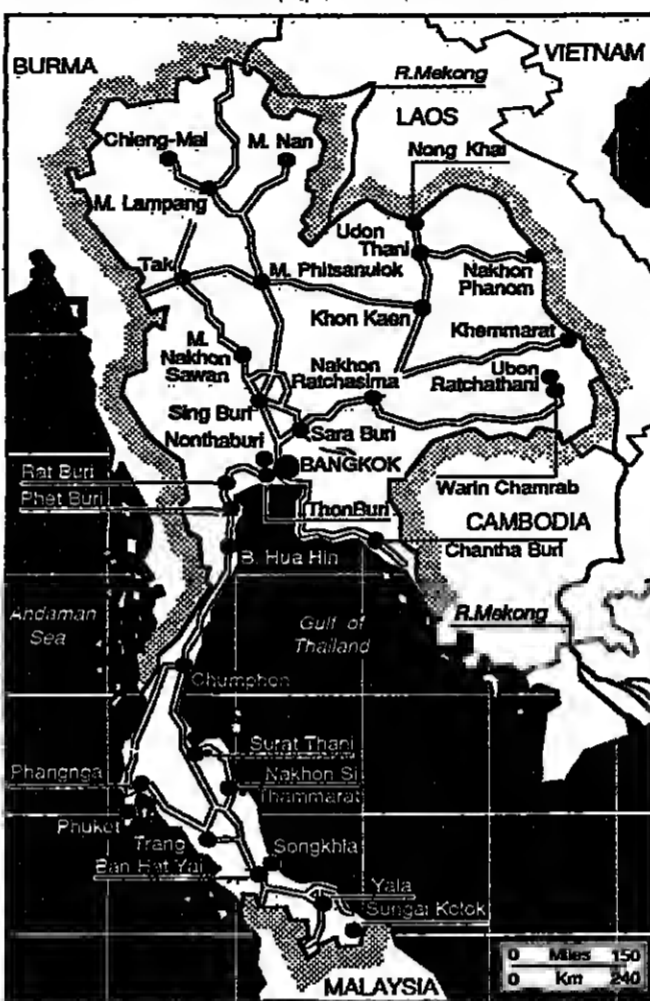 BURMA
VIETNAM
R.Mekong
LAOS
Chieng-Mai
M. Nan
Nong Khai
M. Lampang
Udon
Thani
Tak
M. Phitsanulok
Nakhon
Phanom
Khon Kaen
Khemmarat
M.
Nakhon
Sawan
Nakhon
Ratchasima
Ubon
Ratchathani
Sing Buri
Nonthaburi
Sara Buri
BANGKOK
Rat Buri
Phet Buri
Warin Chamrab
ThonBuri
CAMBODIA
Chantha Buri
B. Hua Hin
Andaman
Sea
Gulf of
Thailand
R.Mekong
Chumphon
Surat Thani
Phangnga
Nakhon Si
Thammarat
Phuket
Trang
Songkhla
Ban Hat Yai
Yala
Sungai Kolok
MALAYSIA
0 Miles 150
0 Km 240